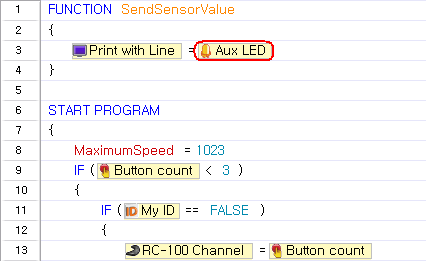 1 FUNCTION SendSensorValue
2 {
3 Print with Line = Aux LED
4 }
5
6 START PROGRAM
7 {
8 MaximumSpeed = 1023
9 IF ( Button count < 3 )
10 {
11 IF ( ID My ID == FALSE )
12 {
13 RC-100 Channel = Button count